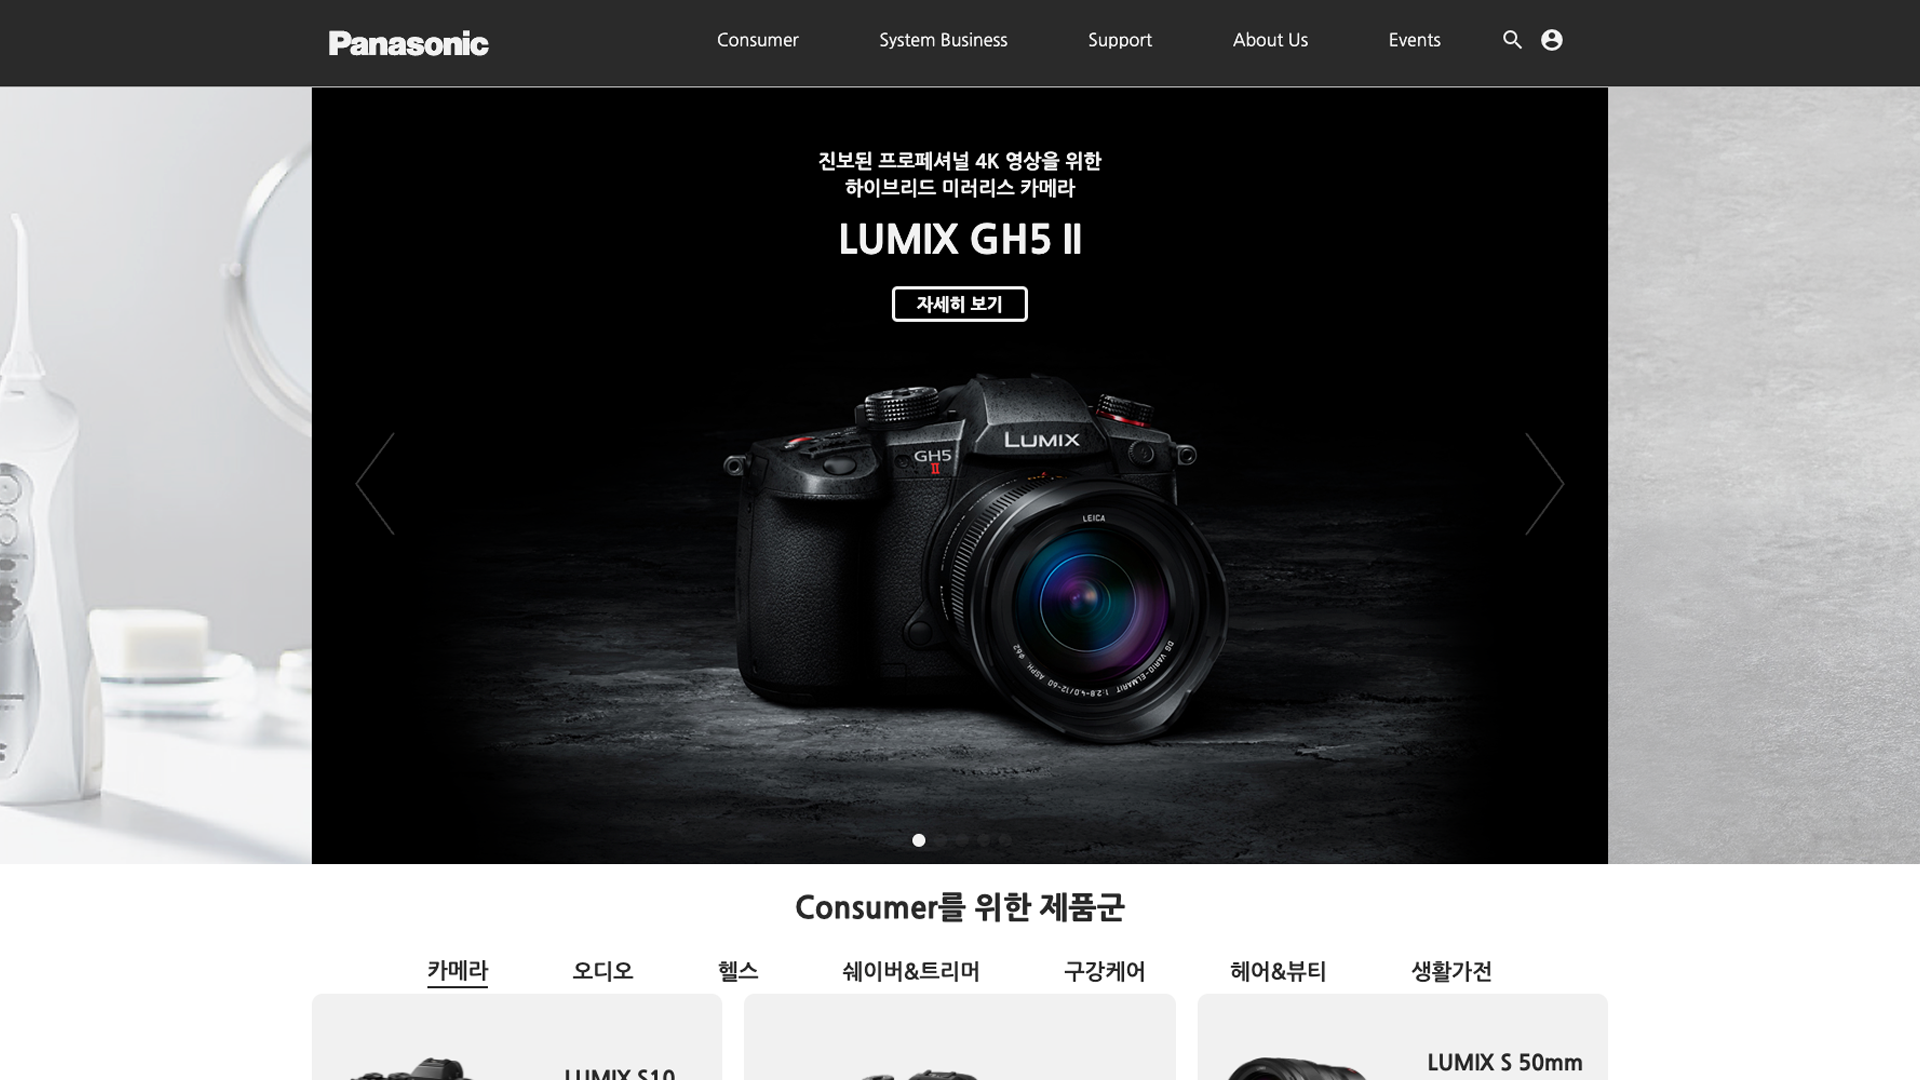 Panasonic
Consumer
System Business
Support
About Us
Events
진보된 프로페셔널 4K 영상을 위한
하이브리드 미러리스 카메라
LUMIX GH5 II
자세히 보기
LUMIX
GH5
II
LEICA
DG VARIO-ELMARIT 1:2.8-4.0/12-60 ASPH. Φ62
Consumer를 위한 제품군
카메라
오디오
헬스
쉐이버&트리머
구강케어
헤어&뷰티
생활가전
LUMIX S10
LUMIX S 50mm